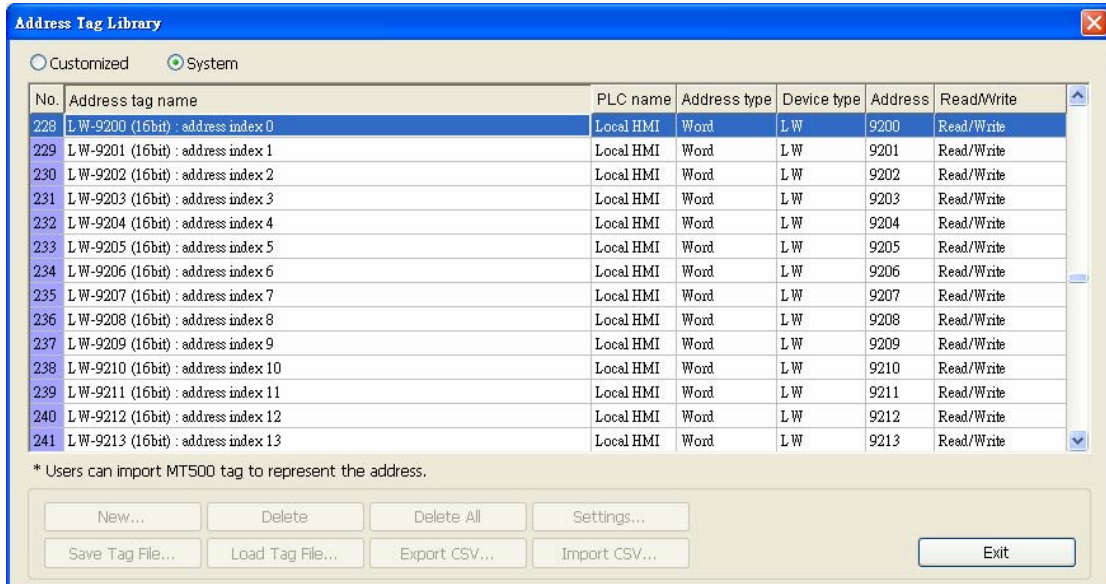 Address Tag Library
Customized System
No. Address tag name PLC name Address type Device type Address Read/Write
228 LW-9200 (16bit) : address index 0 Local HMI Word LW 9200 Read/Write
229 LW-9201 (16bit) : address index 1 Local HMI Word LW 9201 Read/Write
230 LW-9202 (16bit) : address index 2 Local HMI Word LW 9202 Read/Write
231 LW-9203 (16bit) : address index 3 Local HMI Word LW 9203 Read/Write
232 LW-9204 (16bit) : address index 4 Local HMI Word LW 9204 Read/Write
233 LW-9205 (16bit) : address index 5 Local HMI Word LW 9205 Read/Write
234 LW-9206 (16bit) : address index 6 Local HMI Word LW 9206 Read/Write
235 LW-9207 (16bit) : address index 7 Local HMI Word LW 9207 Read/Write
236 LW-9208 (16bit) : address index 8 Local HMI Word LW 9208 Read/Write
237 LW-9209 (16bit) : address index 9 Local HMI Word LW 9209 Read/Write
238 LW-9210 (16bit) : address index 10 Local HMI Word LW 9210 Read/Write
239 LW-9211 (16bit) : address index 11 Local HMI Word LW 9211 Read/Write
240 LW-9212 (16bit) : address index 12 Local HMI Word LW 9212 Read/Write
241 LW-9213 (16bit) : address index 13 Local HMI Word LW 9213 Read/Write
* Users can import MT500 tag to represent the address.
New... Delete Delete All Settings...
Save Tag File... Load Tag File... Export CSV... Import CSV... Exit